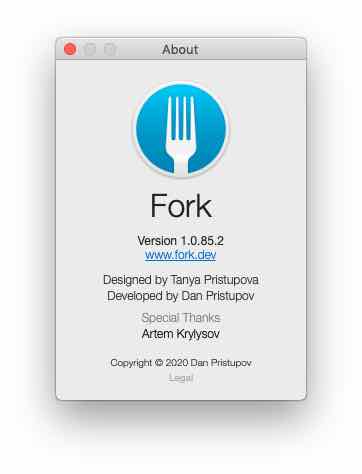 About
Fork
Version 1.0.85.2
www.fork.dev
Designed by Tanya Pristupova
Developed by Dan Pristupov
Special Thanks
Artem Krylysov
Copyright © 2020 Dan Pristupov
Legal